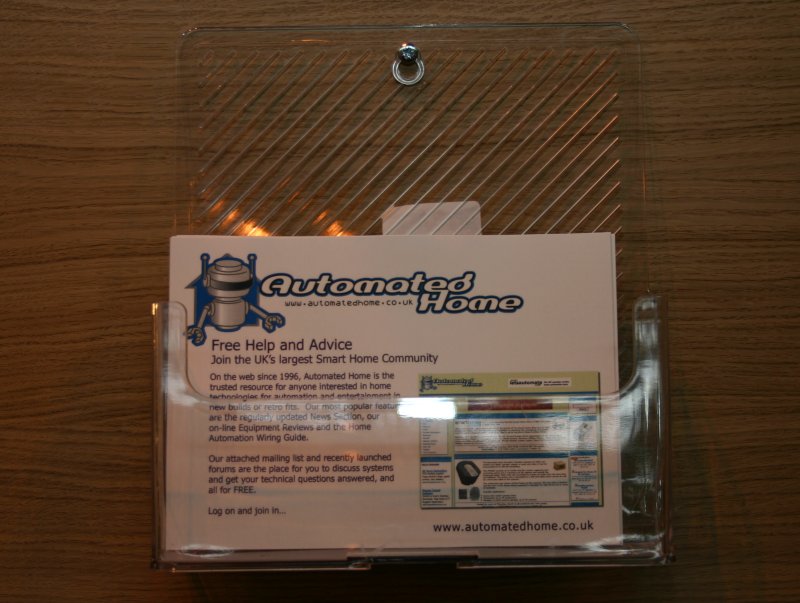 Automated
www.automatedhome.co.uk
Home
Free Help and Advice
Join the UK's largest Smart Home Community
On the web since 1996, Automated Home is the
trusted resource for anyone interested in home
technologies for automation and entertainment in
new builds or retro fits. Our most popular features
are the regularly updated News Section, our
on-line Equipment Reviews and the Home
Automation Wiring Guide.
Our attached mailing list and recently launched
forums are the place for you to discuss systems
and get your technical questions answered, and
all for FREE.
Log on and join in...
Automated Home
www.automatedhome.co.uk